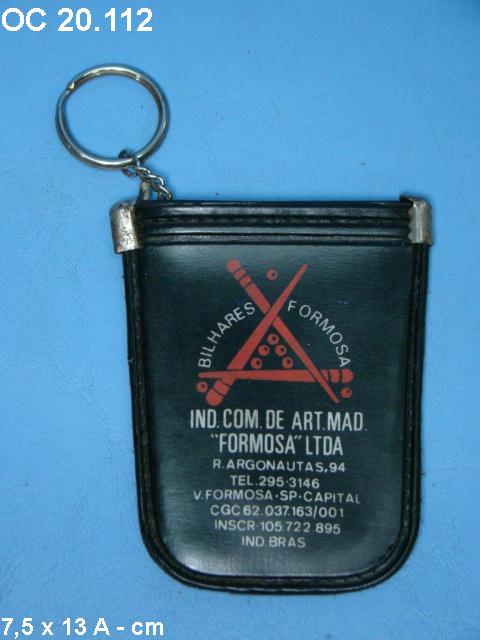 OC 20.112
BILHARES FORMOSA
IND. COM. DE ART. MAD.
"FORMOSA" LTDA
R. ARGONAUTAS, 94
TEL. 295-3146
V. FORMOSA - SP - CAPITAL
CGC 62.037.163/001
INSCR. 105.722 895
IND. BRAS
7,5 x 13 A - cm